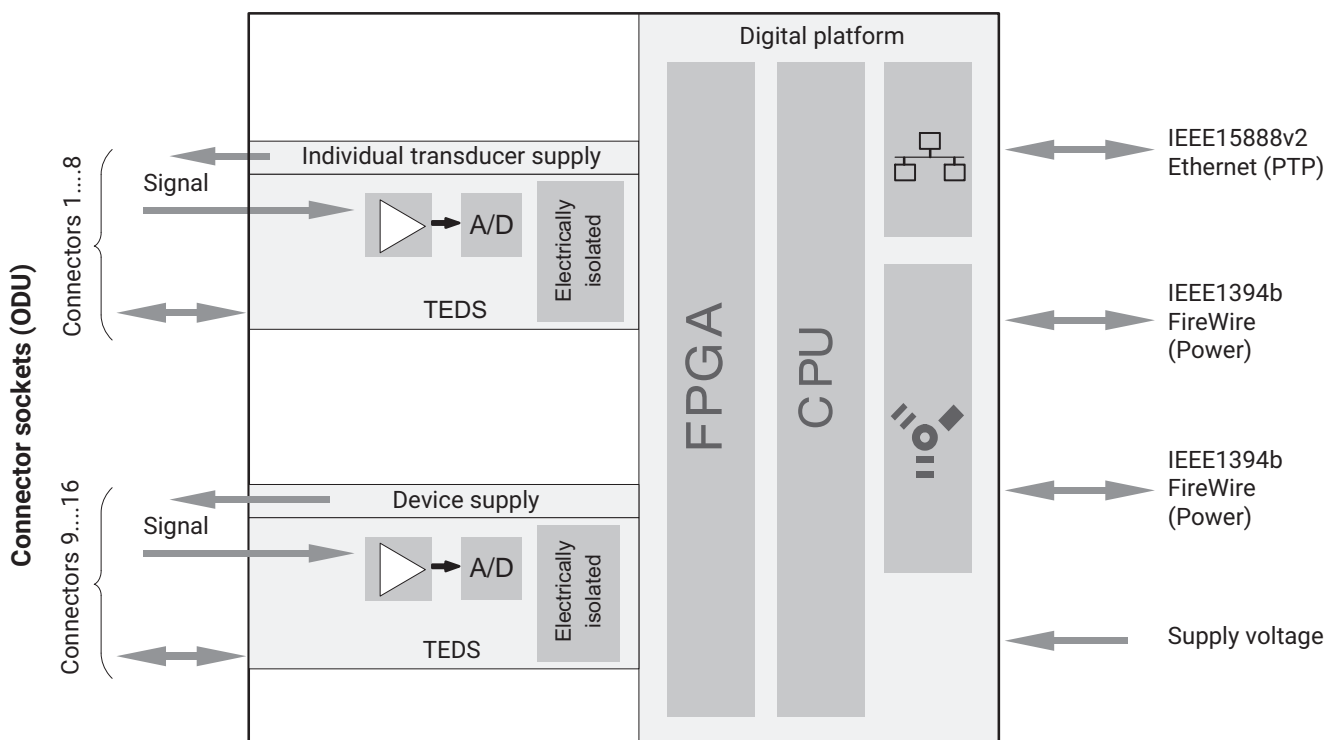 Digital platform
Connector sockets (ODU)
Connectors 1....8
Signal
Individual transducer supply
A/D
Electrically
isolated
TEDS
Connectors 9....16
Signal
Device supply
A/D
Electrically
isolated
TEDS
FPGA
CPU
IEEE15888v2
Ethernet (PTP)
IEEE1394b
FireWire
(Power)
IEEE1394b
FireWire
(Power)
Supply voltage